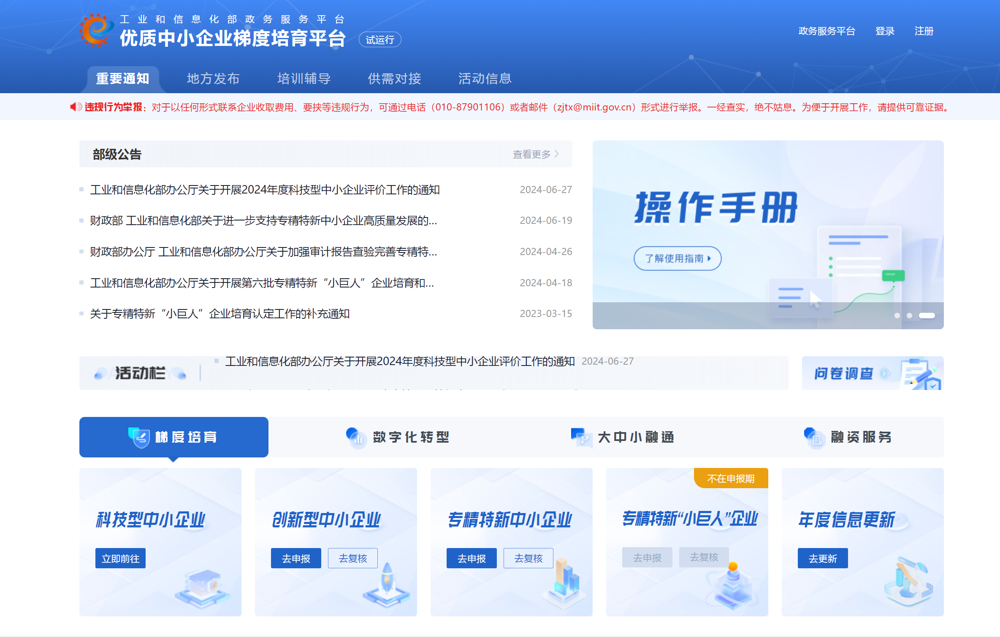 工业和信息化部政务服务平台
优质中小企业梯度培育平台
试运行
政务服务平台 登录 注册
重要通知 地方发布 培训辅导 供需对接 活动信息
违规行为举报：对于以任何形式联系企业收取费用、要挟等违规行为，可通过电话（010-87901106）或者邮件（zjtx@miit.gov.cn）形式进行举报。一经查实，绝不姑息。为便于开展工作，请提供可靠证据。
部级公告 查看更多
工业和信息化部办公厅关于开展2024年度科技型中小企业评价工作的通知 2024-06-27
财政部 工业和信息化部关于进一步支持专精特新中小企业高质量发展的... 2024-06-19
财政部办公厅 工业和信息化部办公厅关于加强审计报告查验完善专精特... 2024-04-26
工业和信息化部办公厅关于开展第六批专精特新“小巨人”企业培育和... 2024-04-18
关于专精特新“小巨人”企业培育认定工作的补充通知 2023-03-15
操作手册
了解使用指南
活动栏
工业和信息化部办公厅关于开展2024年度科技型中小企业评价工作的通知 2024-06-27
问卷调查
梯度培育 数字化转型 大中小融通 融资服务
科技型中小企业
立即前往
创新型中小企业
去申报 去复核
专精特新中小企业
去申报 去复核
不在申报期
专精特新“小巨人”企业
去申报 去复核
年度信息更新
去更新